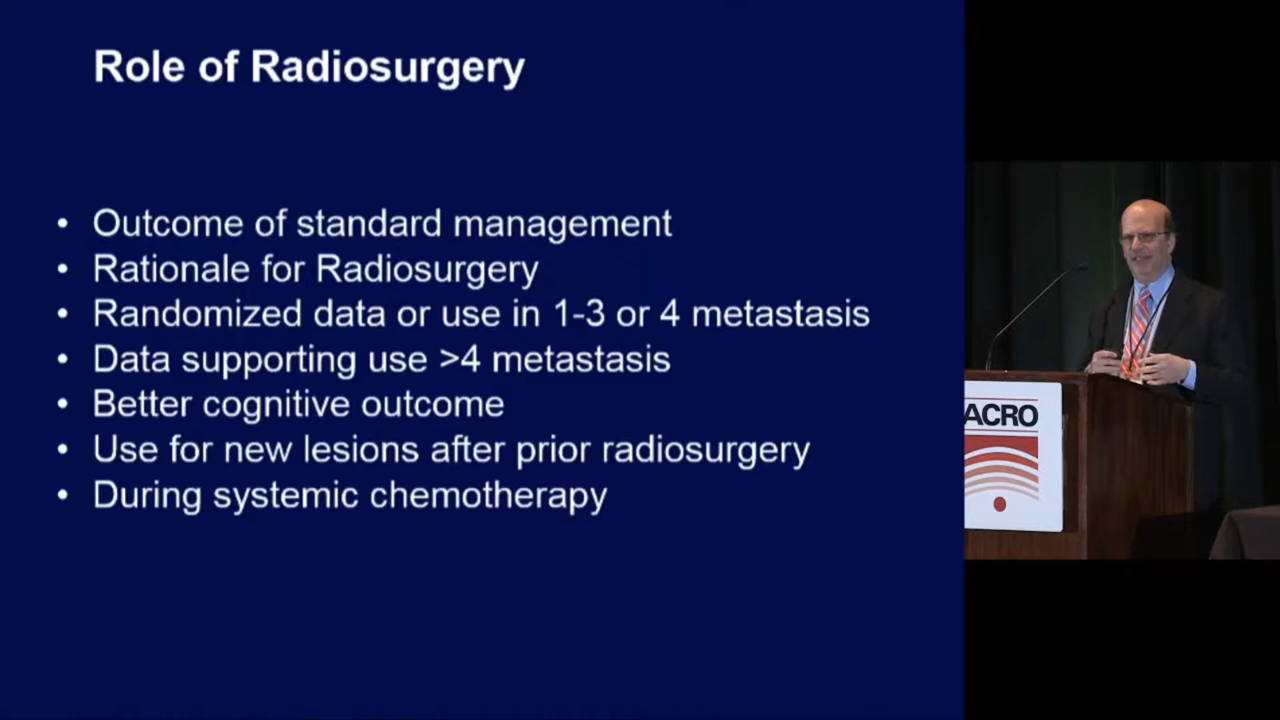 Role of Radiosurgery
• Outcome of standard management
• Rationale for Radiosurgery
• Randomized data or use in 1-3 or 4 metastasis
• Data supporting use >4 metastasis
• Better cognitive outcome
• Use for new lesions after prior radiosurgery
• During systemic chemotherapy
ACRO